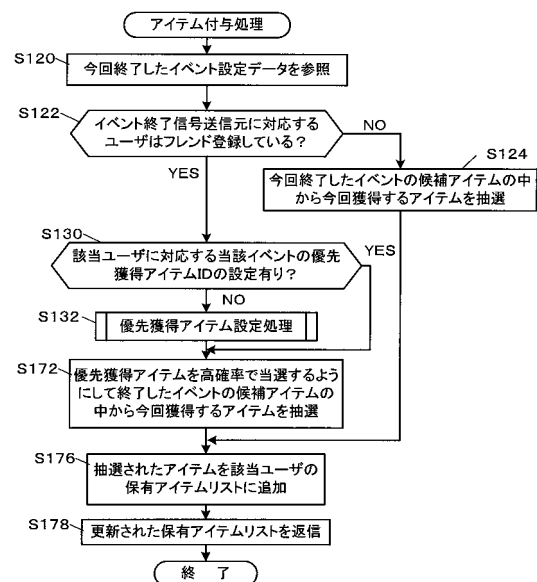 アイテム付与処理
S120
今回終了したイベント設定データを参照
S122
イベント終了信号送信元に対応する
ユーザはフレンド登録している？
NO
YES
S124
今回終了したイベントの候補アイテムの中
から今回獲得するアイテムを抽選
S130
該当ユーザに対応する当該イベントの優先
獲得アイテムIDの設定有り？
YES
NO
S132
優先獲得アイテム設定処理
S172
優先獲得アイテムを高確率で当選するよう
にして終了したイベントの候補アイテムの
中から今回獲得するアイテムを抽選
S176
抽選されたアイテムを該当ユーザの
保有アイテムリストに追加
S178
更新された保有アイテムリストを返信
終 了